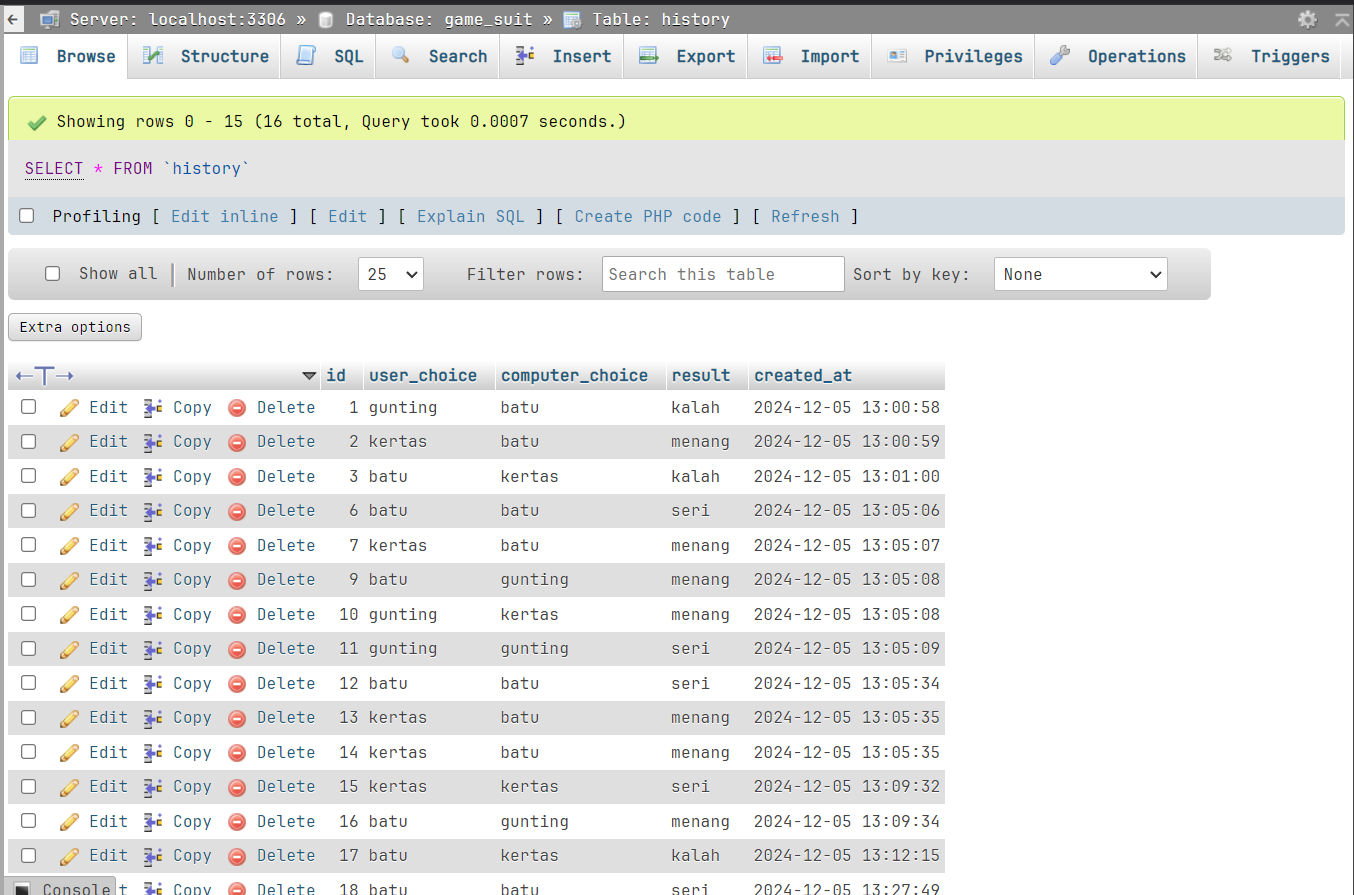 Server: localhost:3306 » Database: game_suit » Table: history
Browse Structure SQL Search Insert Export Import Privileges Operations Triggers
Showing rows 0 - 15 (16 total, Query took 0.0007 seconds.)
SELECT * FROM `history`
Profiling [ Edit inline ] [ Edit ] [ Explain SQL ] [ Create PHP code ] [ Refresh ]
Show all | Number of rows: 25 Filter rows: Search this table Sort by key: None
Extra options
←T→ id user_choice computer_choice result created_at
Edit Copy Delete 1 gunting batu kalah 2024-12-05 13:00:58
Edit Copy Delete 2 kertas batu menang 2024-12-05 13:00:59
Edit Copy Delete 3 batu kertas kalah 2024-12-05 13:01:00
Edit Copy Delete 6 batu batu seri 2024-12-05 13:05:06
Edit Copy Delete 7 kertas batu menang 2024-12-05 13:05:07
Edit Copy Delete 9 batu gunting menang 2024-12-05 13:05:08
Edit Copy Delete 10 gunting kertas menang 2024-12-05 13:05:08
Edit Copy Delete 11 gunting gunting seri 2024-12-05 13:05:09
Edit Copy Delete 12 batu batu seri 2024-12-05 13:05:34
Edit Copy Delete 13 kertas batu menang 2024-12-05 13:05:35
Edit Copy Delete 14 kertas batu menang 2024-12-05 13:05:35
Edit Copy Delete 15 kertas kertas seri 2024-12-05 13:09:32
Edit Copy Delete 16 batu gunting menang 2024-12-05 13:09:34
Edit Copy Delete 17 batu kertas kalah 2024-12-05 13:12:15
Console t Copy Delete 18 batu batu seri 2024-12-05 13:27:49